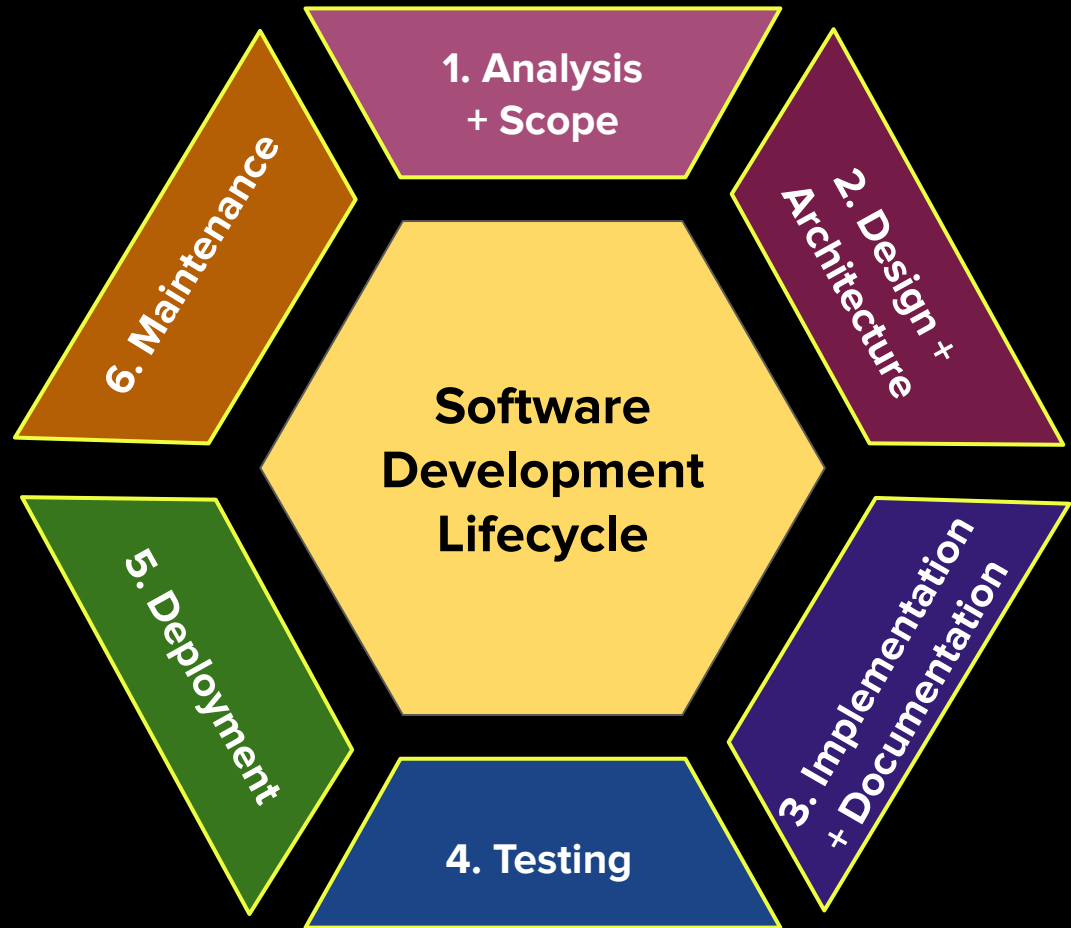 1. Analysis
+ Scope
2. Design +
Architecture
3. Implementation
+ Documentation
4. Testing
5. Deployment
6. Maintenance
Software
Development
Lifecycle